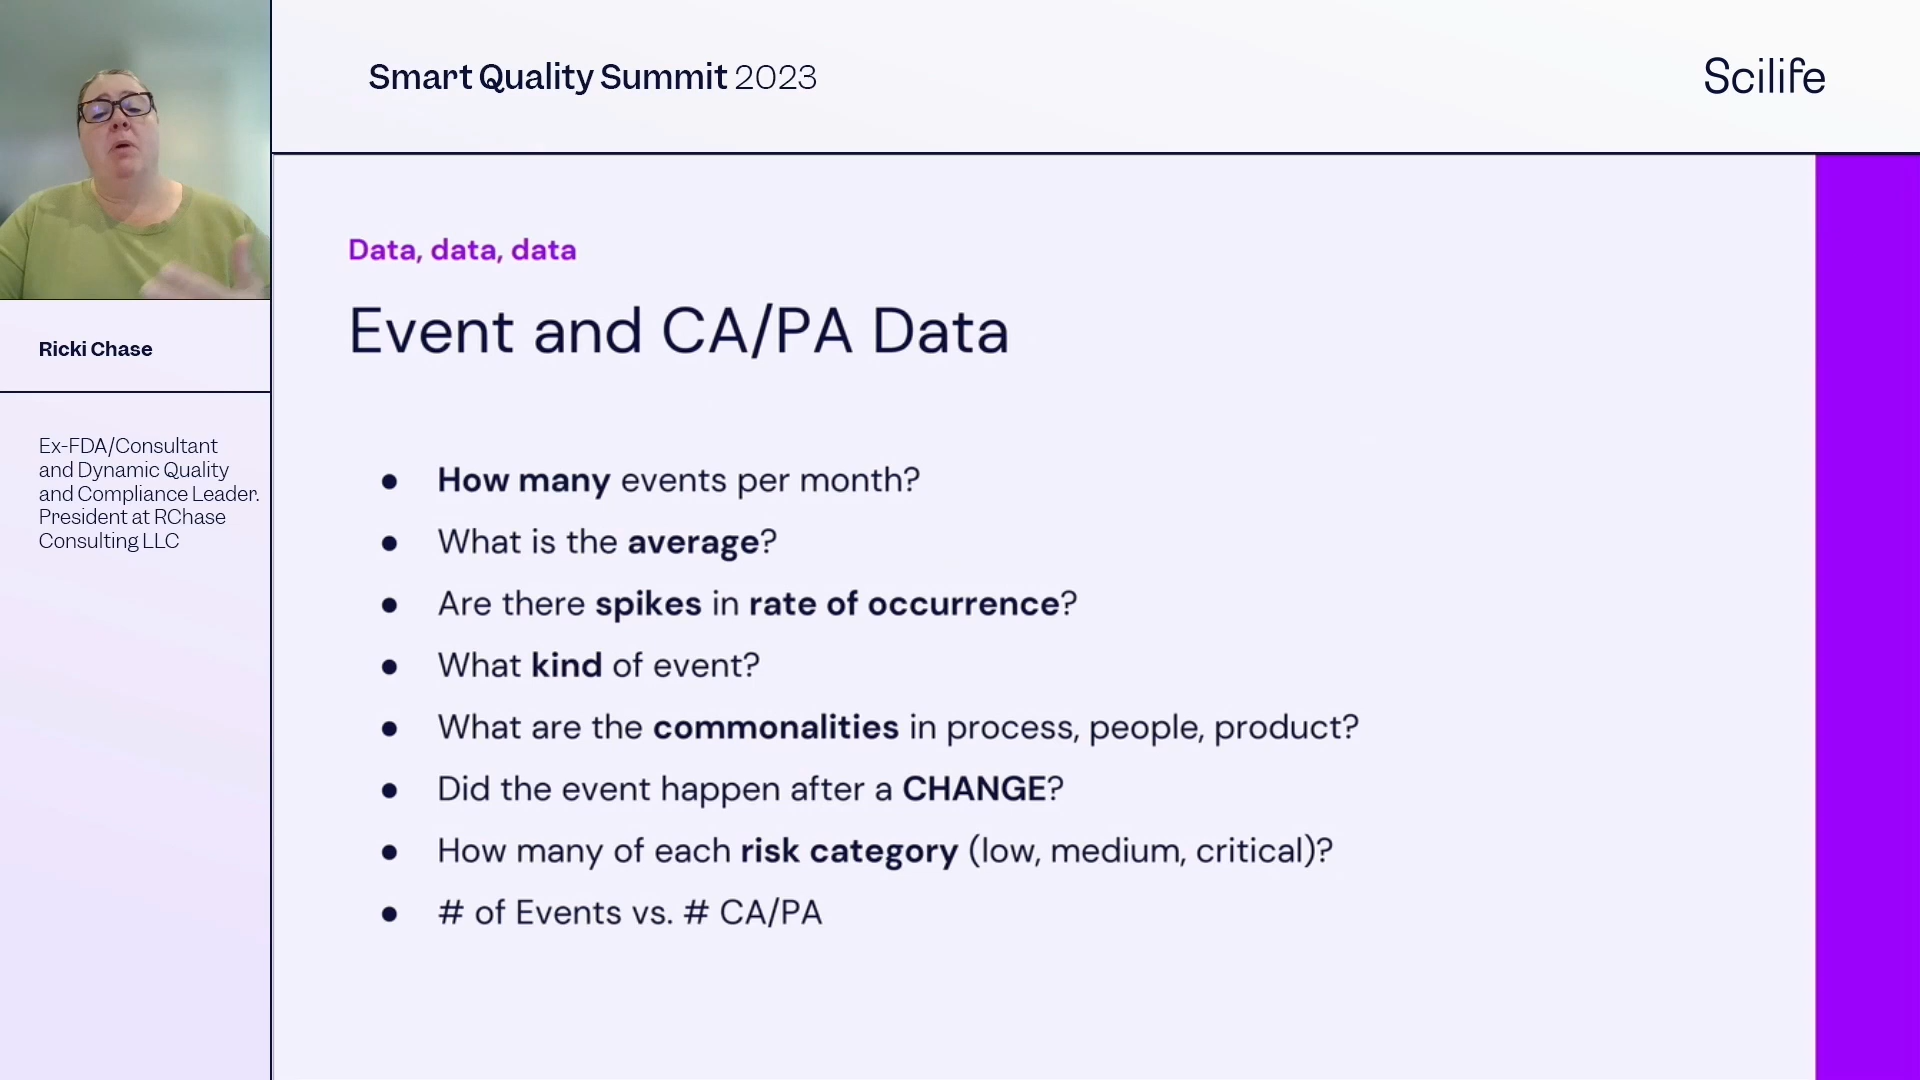 Smart Quality Summit 2023
Scilife
Ricki Chase
Ex-FDA/Consultant
and Dynamic Quality
and Compliance Leader.
President at RChase
Consulting LLC
Data, data, data
Event and CA/PA Data
● How many events per month?
● What is the average?
● Are there spikes in rate of occurrence?
● What kind of event?
● What are the commonalities in process, people, product?
● Did the event happen after a CHANGE?
● How many of each risk category (low, medium, critical)?
● # of Events vs. # CA/PA